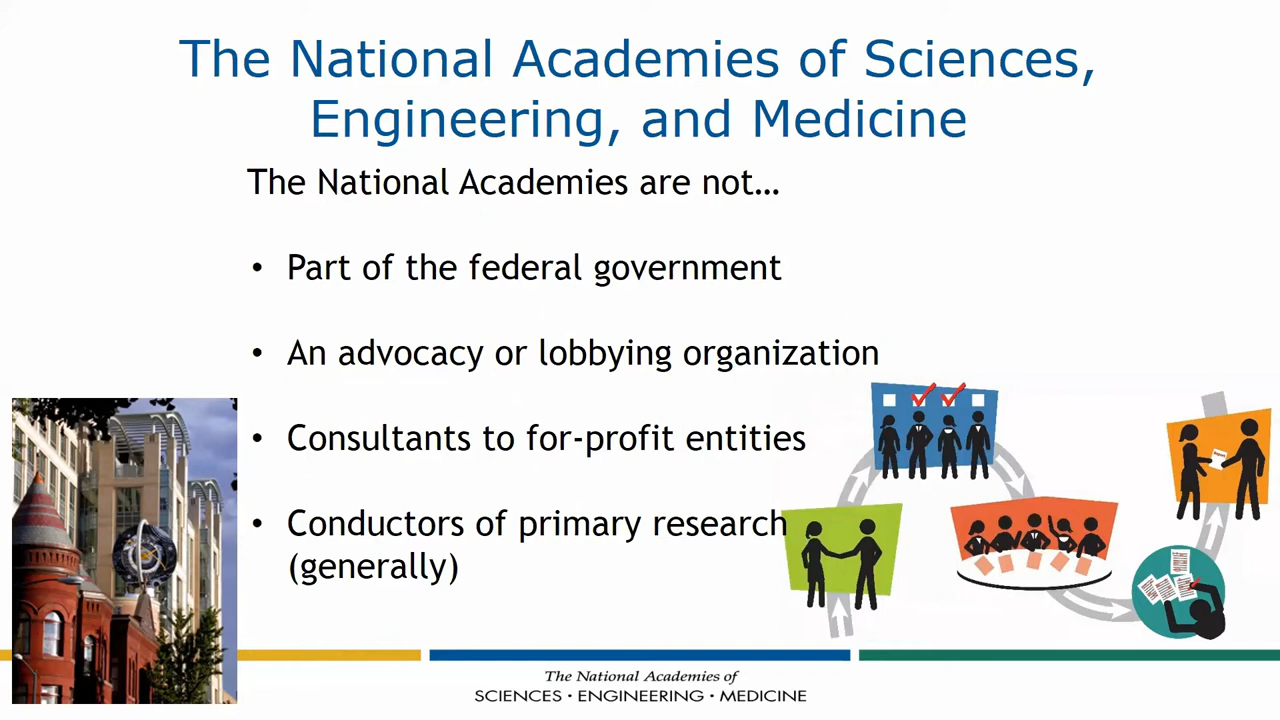 The National Academies of Sciences,
Engineering, and Medicine
The National Academies are not…
• Part of the federal government
• An advocacy or lobbying organization
• Consultants to for-profit entities
• Conductors of primary research
(generally)
The National Academies of
SCIENCES • ENGINEERING • MEDICINE